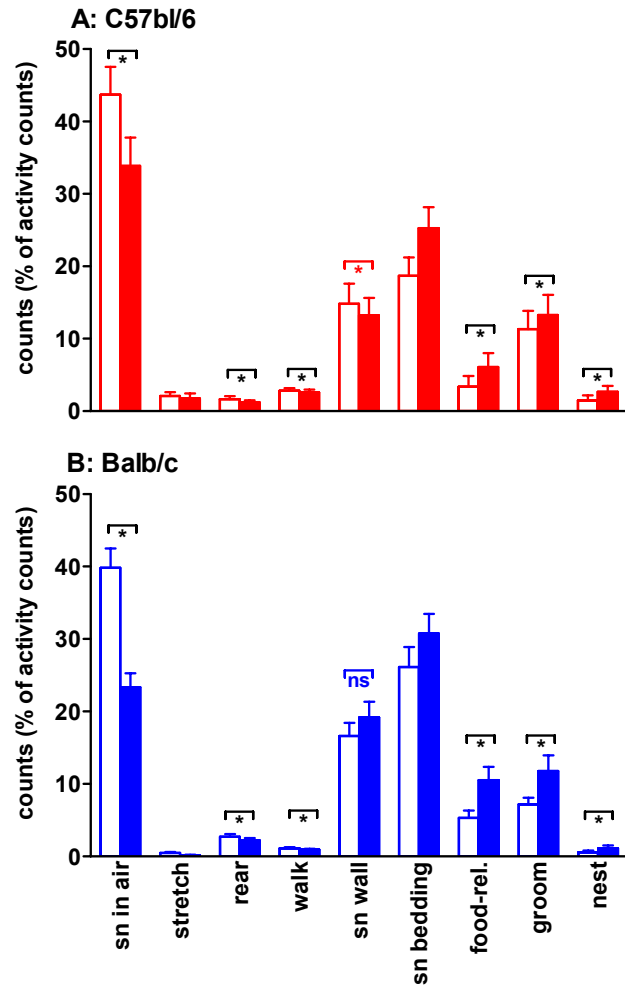 A: C57bl/6
counts (% of activity counts)
50
40
30
20
10
0
*
*
*
*
*
*
*
B: Balb/c
counts (% of activity counts)
50
40
30
20
10
0
*
*
*
ns
*
*
*
sn in air
stretch
rear
walk
sn wall
sn bedding
food-rel.
groom
nest